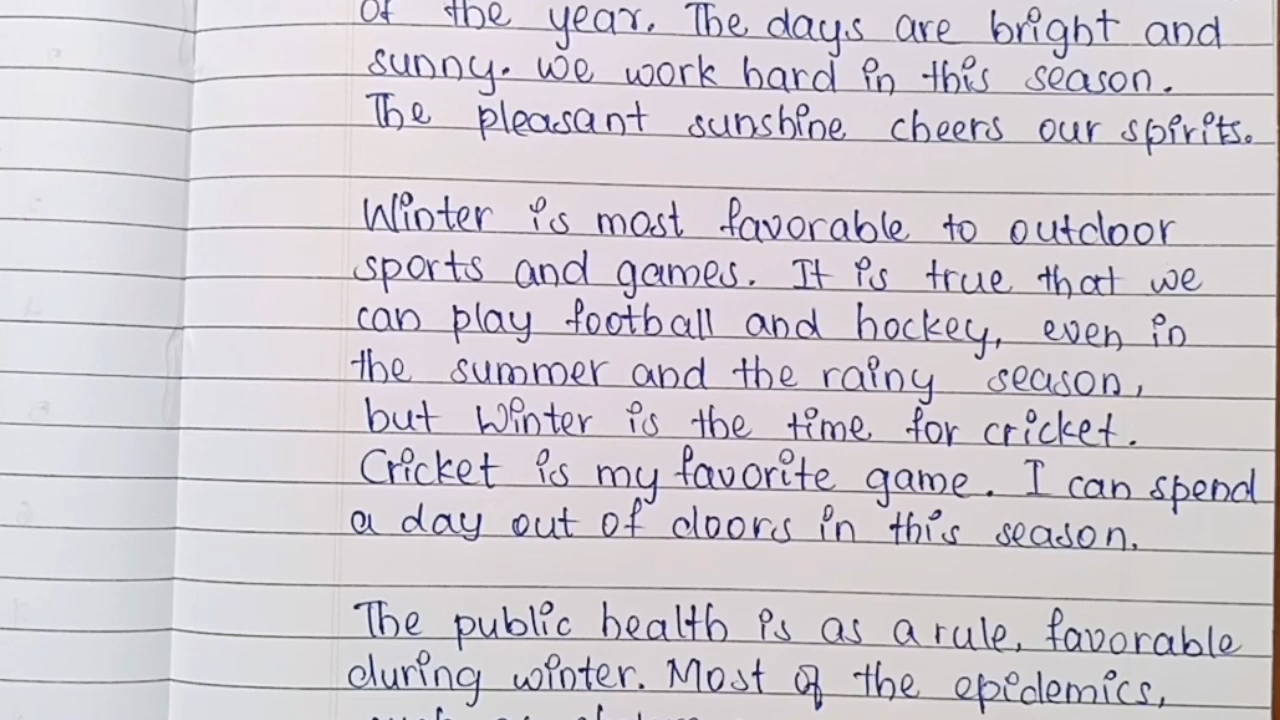 of the year. The days are bright and
sunny. We work hard in this season.
The pleasant sunshine cheers our spirits.
Winter is most favorable to outdoor
sports and games. It is true that we
can play football and hockey, even in
the summer and the rainy season,
but Winter is the time for cricket.
Cricket is my favorite game. I can spend
a day out of doors in this season.
The public health is as a rule, favorable
during winter. Most of the epidemics,